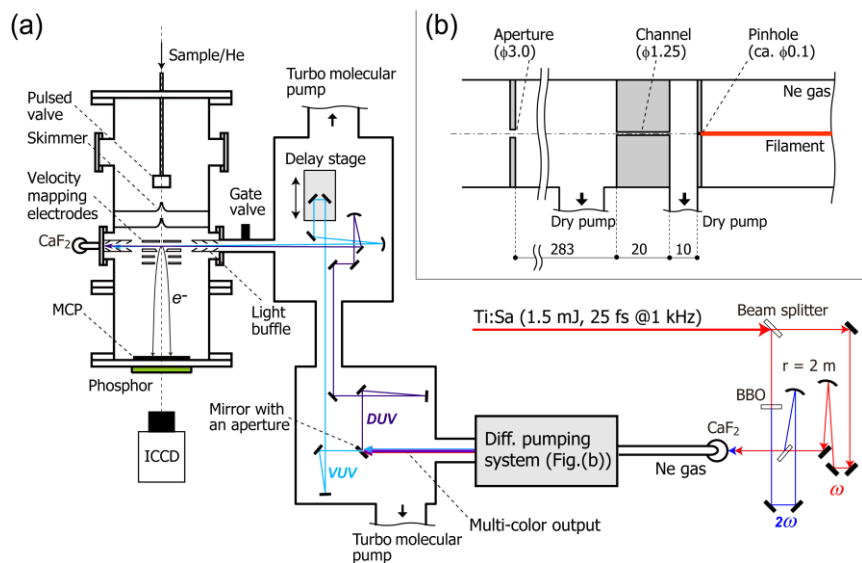 (a)
Sample/He
Pulsed
valve
Skimmer
Velocity
mapping
electrodes
CaF2
MCP
Phosphor
ICCD
e-
Turbo molecular
pump
Delay stage
Gate
valve
Light
buffle
Mirror with
an aperture
DUV
VUV
Turbo molecular
pump
Multi-color output
Diff. pumping
system (Fig.(b))
Ne gas
CaF2
Ti:Sa (1.5 mJ, 25 fs @1 kHz)
Beam splitter
r = 2 m
BBO
ω
2ω
(b)
Aperture
(ϕ3.0)
Channel
(ϕ1.25)
Pinhole
(ca. ϕ0.1)
Ne gas
Filament
Dry pump
Dry pump
283
20
10